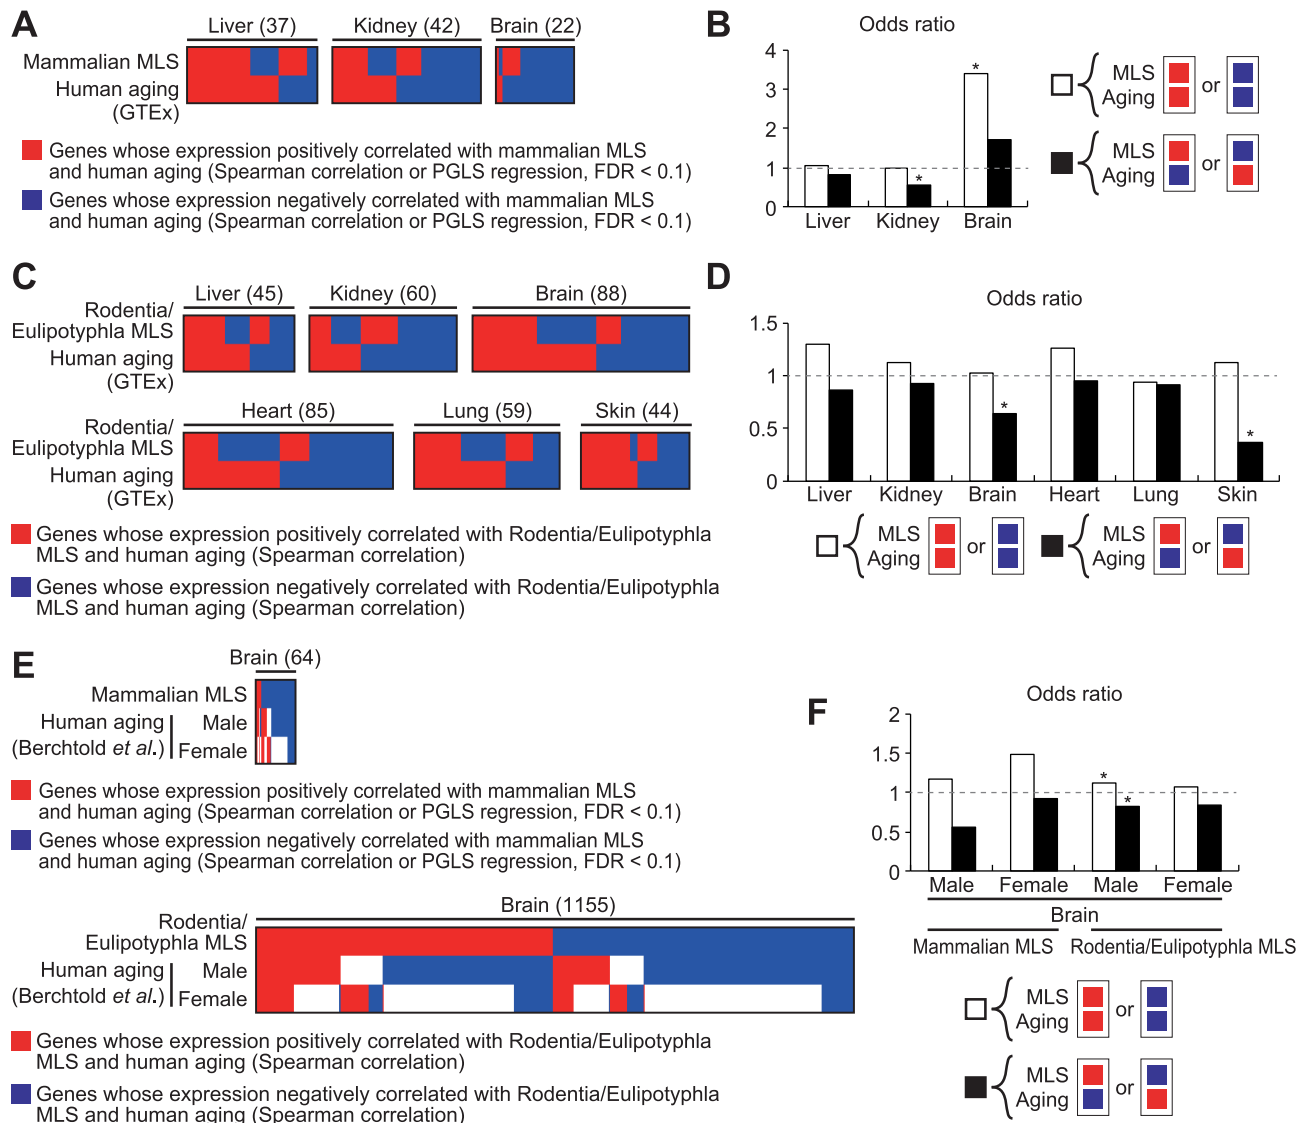 A
Liver (37)
Kidney (42)
Brain (22)
Mammalian MLS
Human aging
(GTEx)
Genes whose expression positively correlated with mammalian MLS
and human aging (Spearman correlation or PGLS regression, FDR < 0.1)
Genes whose expression negatively correlated with mammalian MLS
and human aging (Spearman correlation or PGLS regression, FDR < 0.1)
B
Odds ratio
4
3
2
1
0
*
*
Liver
Kidney
Brain
MLS
Aging
or
MLS
Aging
or
C
Liver (45)
Kidney (60)
Brain (88)
Rodentia/
Eulipotyphla MLS
Human aging
(GTEx)
Heart (85)
Lung (59)
Skin (44)
Rodentia/
Eulipotyphla MLS
Human aging
(GTEx)
Genes whose expression positively correlated with Rodentia/Eulipotyphla
MLS and human aging (Spearman correlation)
Genes whose expression negatively correlated with Rodentia/Eulipotyphla
MLS and human aging (Spearman correlation)
D
Odds ratio
1.5
1
0.5
0
*
*
Liver
Kidney
Brain
Heart
Lung
Skin
MLS
Aging
or
MLS
Aging
or
E
Brain (64)
Mammalian MLS
Human aging
(Berchtold et al.)
Male
Female
Genes whose expression positively correlated with mammalian MLS
and human aging (Spearman correlation or PGLS regression, FDR < 0.1)
Genes whose expression negatively correlated with mammalian MLS
and human aging (Spearman correlation or PGLS regression, FDR < 0.1)
Brain (1155)
Rodentia/
Eulipotyphla MLS
Human aging
(Berchtold et al.)
Male
Female
Genes whose expression positively correlated with Rodentia/Eulipotyphla
MLS and human aging (Spearman correlation)
Genes whose expression negatively correlated with Rodentia/Eulipotyphla
MLS and human aging (Spearman correlation)
F
Odds ratio
2
1.5
1
0.5
0
*
*
Male
Female
Male
Female
Brain
Mammalian MLS
Rodentia/Eulipotyphla MLS
MLS
Aging
or
MLS
Aging
or